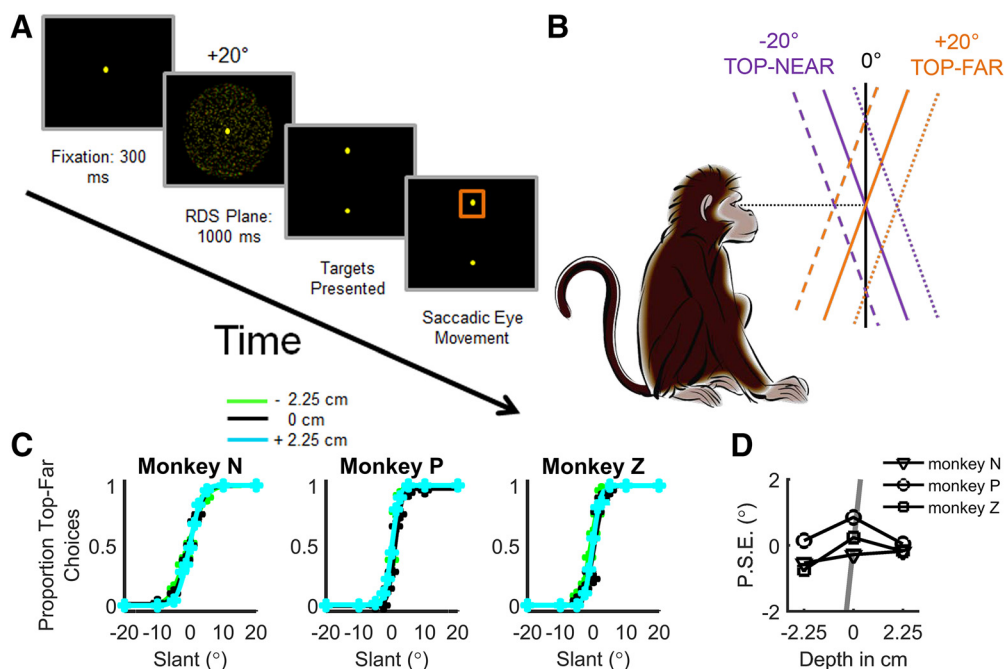 A
+20°
Fixation: 300
ms
RDS Plane:
1000 ms
Targets
Presented
Saccadic Eye
Movement
Time
B
-20°
TOP-NEAR
0°
+20°
TOP-FAR
- 2.25 cm
0 cm
+ 2.25 cm
C
Proportion Top-Far
Choices
Monkey N
1
0.5
0
-20 -10 0 10 20
Slant (°)
Monkey P
1
0.5
0
-20 -10 0 10 20
Slant (°)
Monkey Z
1
0.5
0
-20 -10 0 10 20
Slant (°)
D
monkey N
monkey P
monkey Z
P.S.E. (°)
2
0
-2
-2.25 0 2.25
Depth in cm